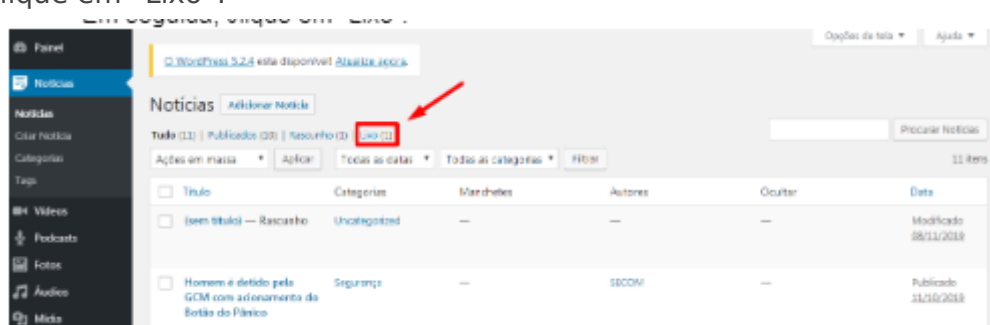 clique em "Lixo".
Em seguida, clique em "Lixo".
Opções de tela Ajuda
Painel
O WordPress 5.2.4 está disponível! Atualize agora.
Notícias
Notícias Adicionar Notícia
Notícias
Tudo (11) | Publicados (10) | Rascunho (1) | Lixo (1)
Criar Notícia
Procurar Notícias
Categorias
Ações em massa Aplicar Todas as datas Todas as categorias Filtrar 11 itens
Tags
Título Categorias Manchetes Autores Ocultar Data
Vídeos
(sem título) — Rascunho Uncategorized — — — Modificado
08/11/2019
Podcasts
Fotos
Homem é detido pela Segurança — SECOM — Publicado
GCM com acionamento do 11/10/2019
Botão do Pânico
Áudios
Mídia